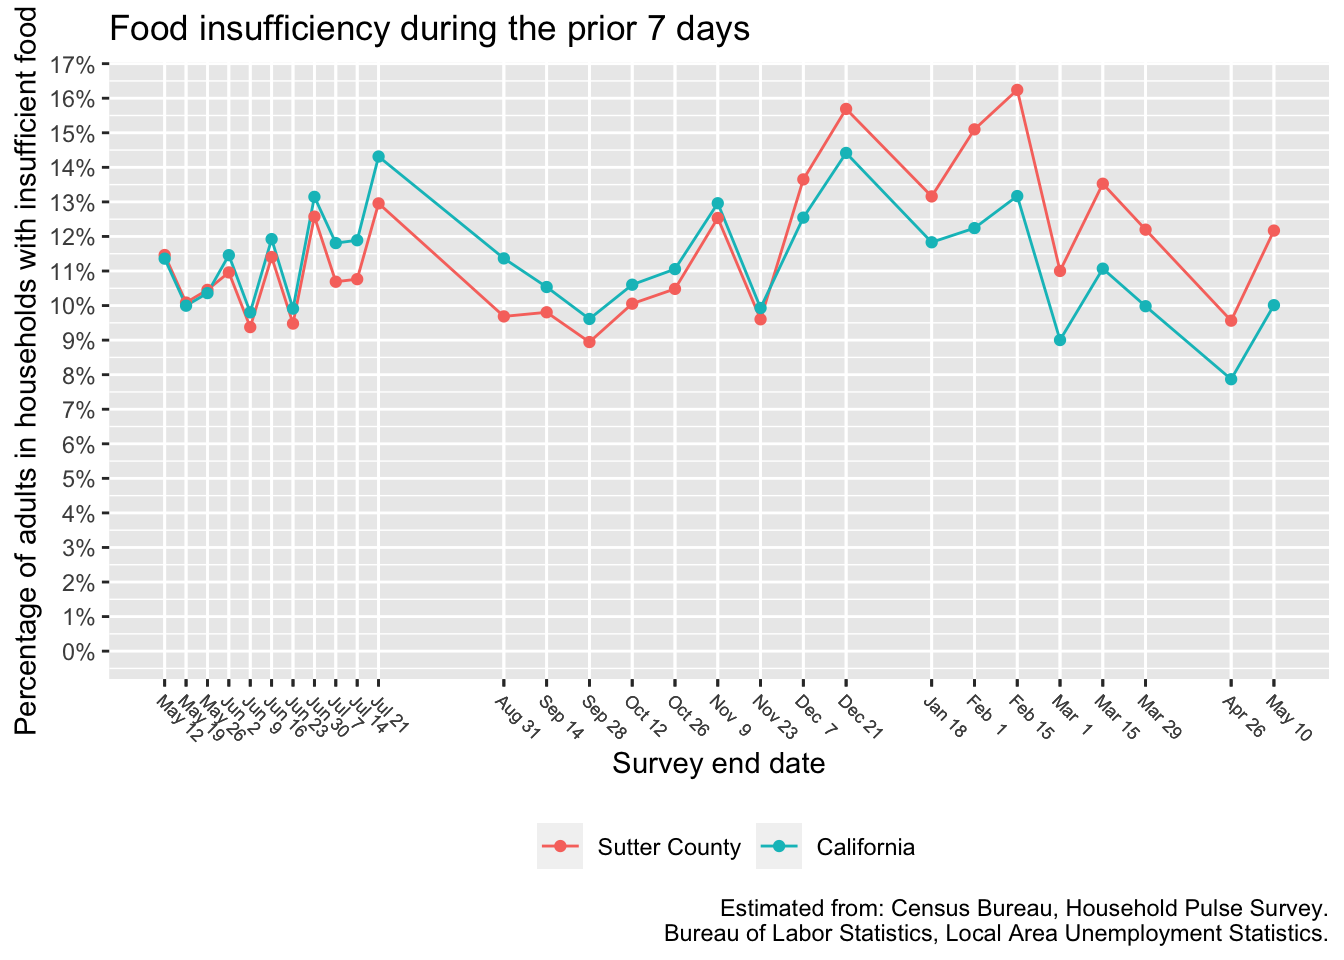 Food insufficiency during the prior 7 days
Percentage of adults in households with insufficient food
17%
16%
15%
14%
13%
12%
11%
10%
9%
8%
7%
6%
5%
4%
3%
2%
1%
0%
May 12
May 19
May 26
Jun 2
Jun 9
Jun 16
Jun 23
Jun 30
Jul 7
Jul 14
Jul 21
Aug 31
Sep 14
Sep 28
Oct 12
Oct 26
Nov 9
Nov 23
Dec 7
Dec 21
Jan 18
Feb 1
Feb 15
Mar 1
Mar 15
Mar 29
Apr 26
May 10
Survey end date
Sutter County California
Estimated from: Census Bureau, Household Pulse Survey.
Bureau of Labor Statistics, Local Area Unemployment Statistics.